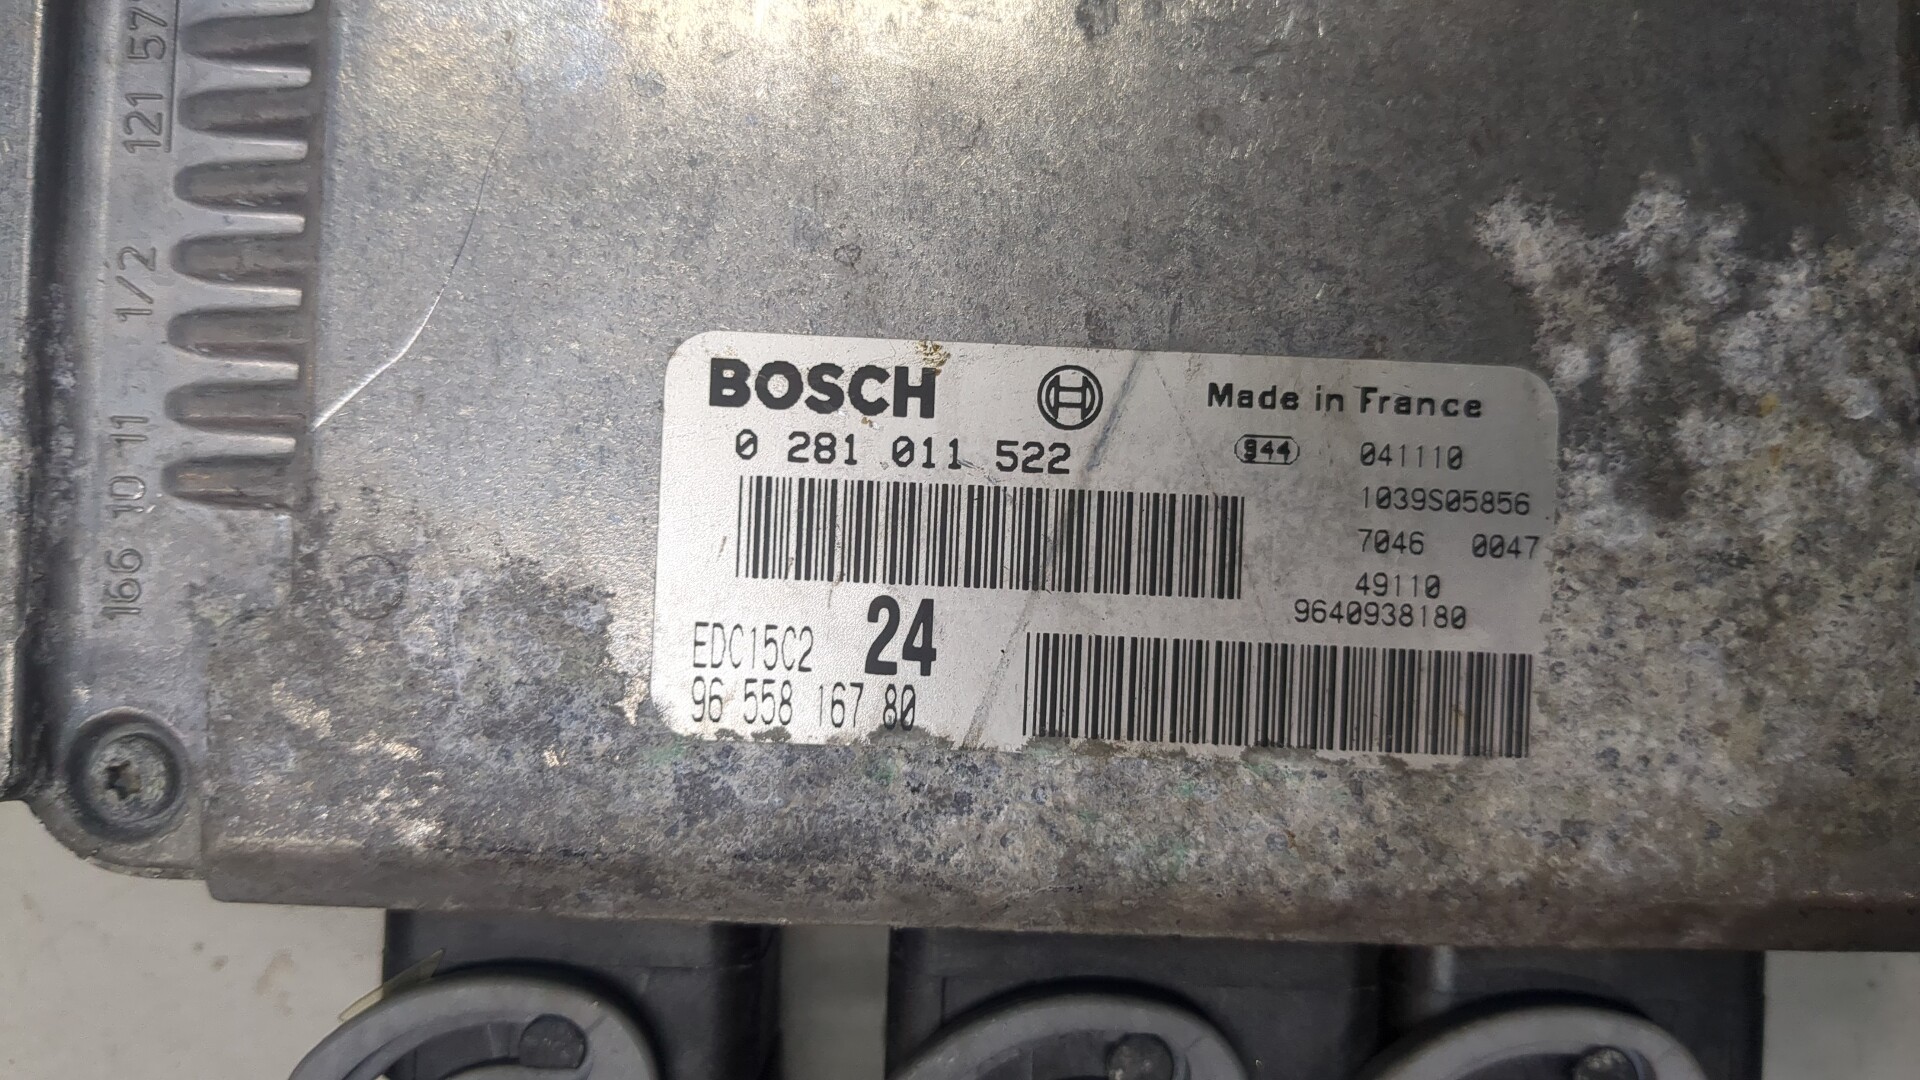 121 57
1/2
166 10 11
BOSCH
Made in France
0 281 011 522
944
041110
1039S05856
7046 0047
49110
9640938180
EDC15C2 24
96 558 167 80